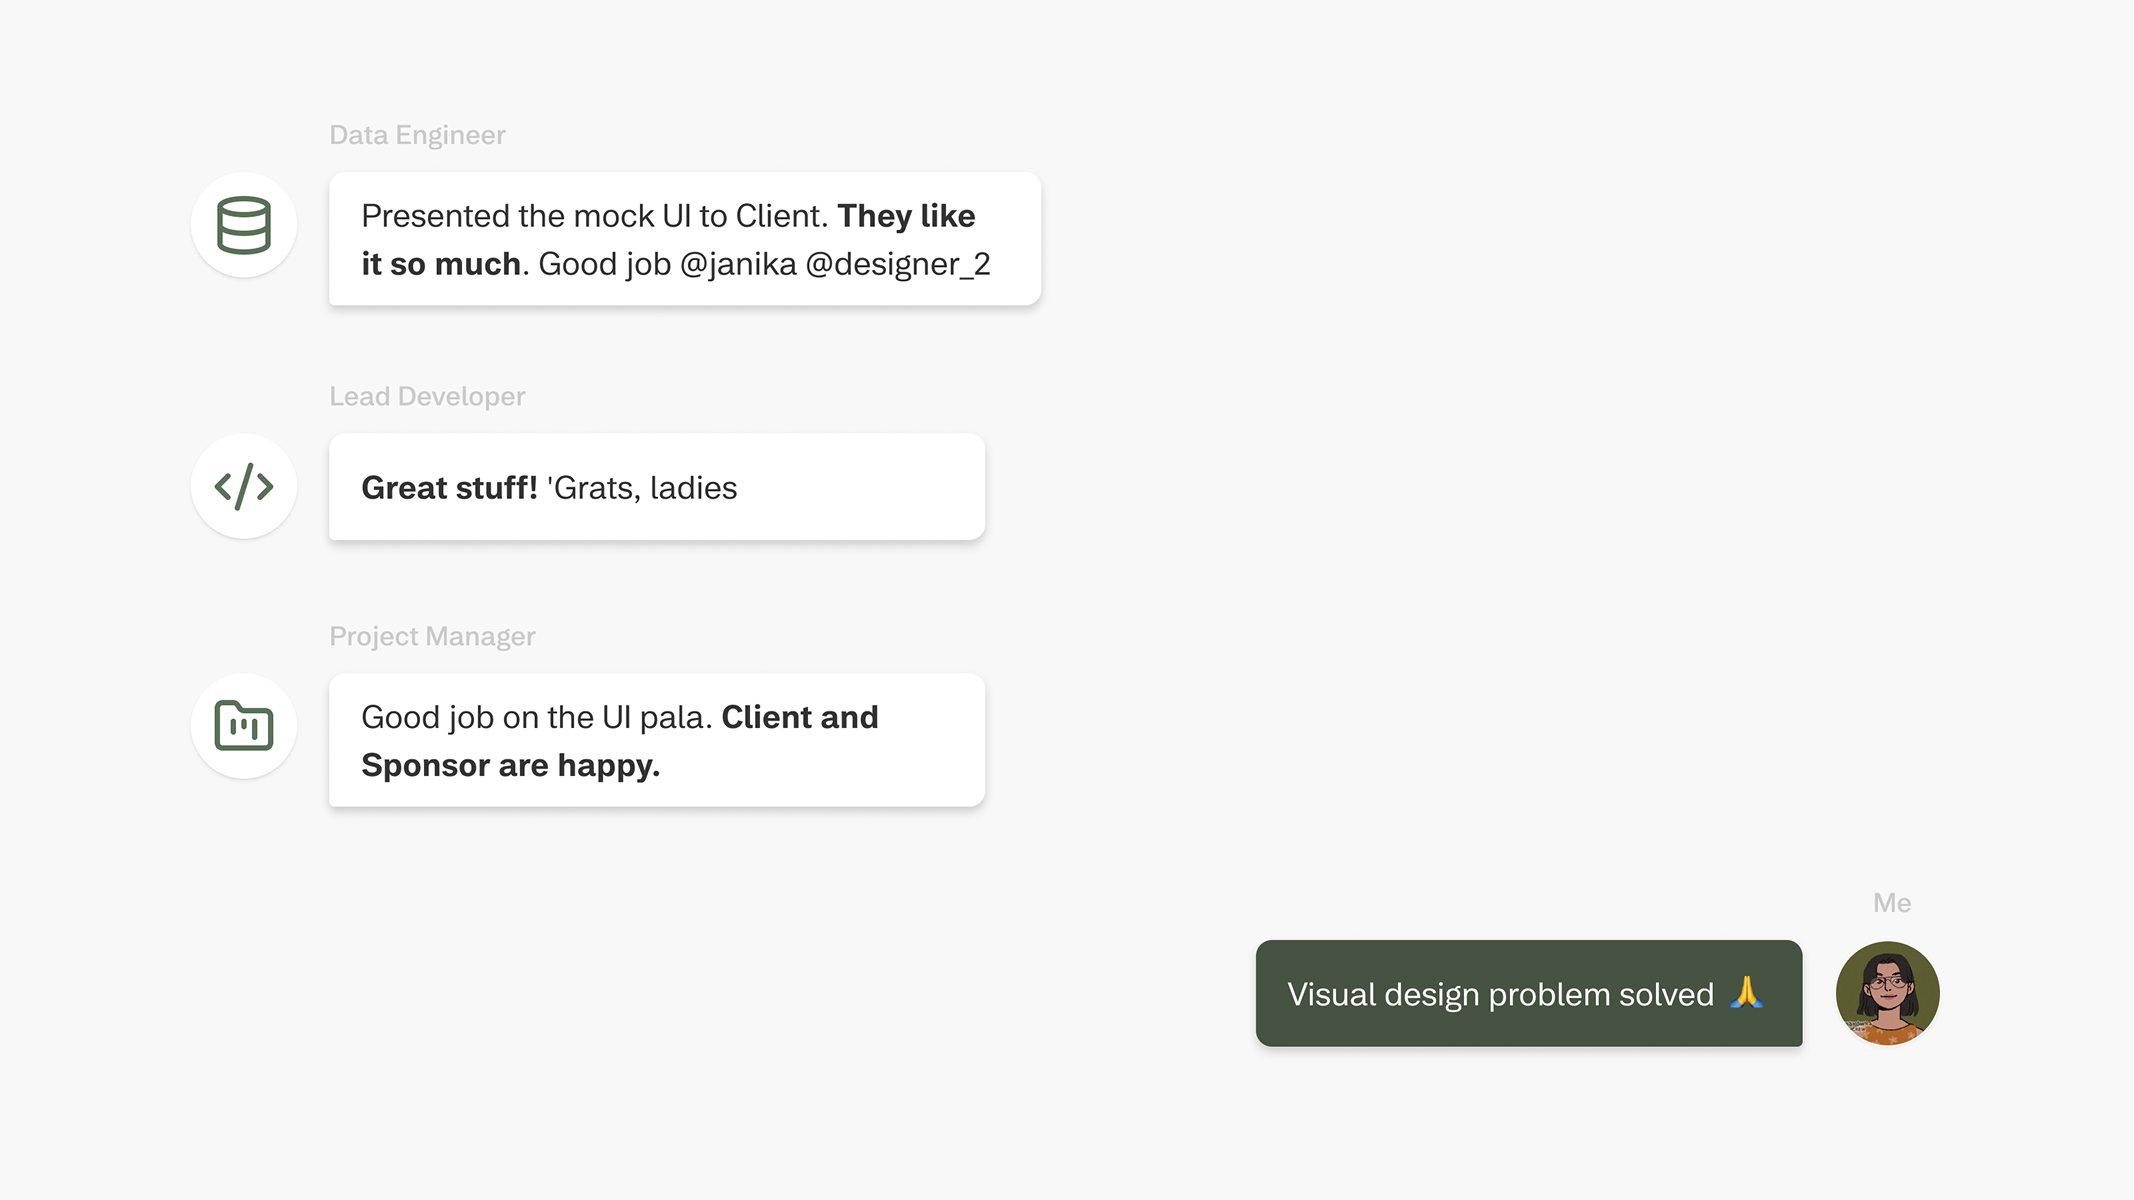 Data Engineer
Presented the mock UI to Client. They like
it so much. Good job @janika @designer_2
Lead Developer
Great stuff! 'Grats, ladies
Project Manager
Good job on the UI pala. Client and
Sponsor are happy.
Me
Visual design problem solved 🙏